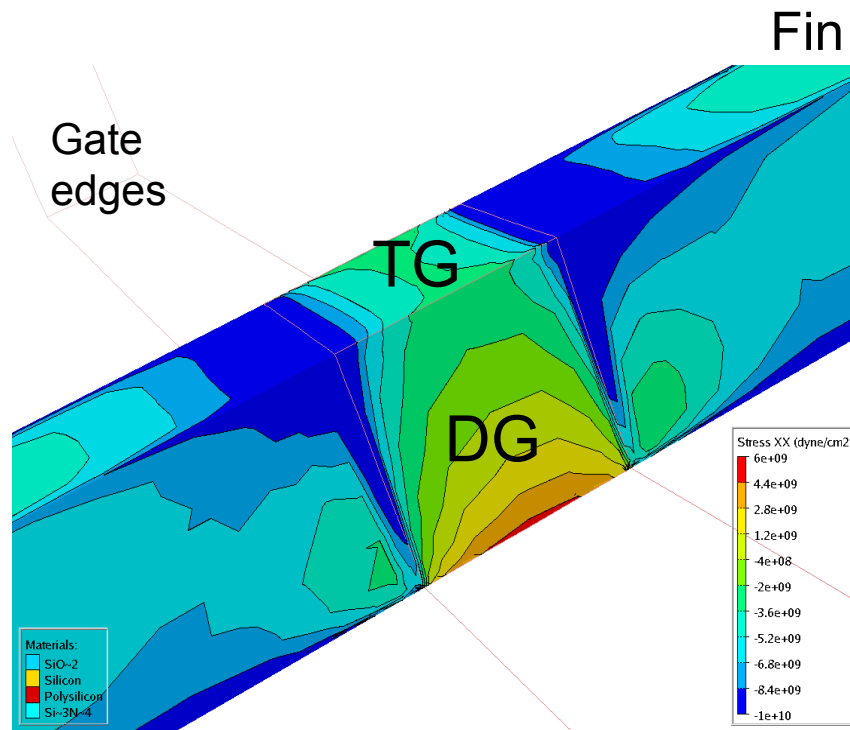 Fin
Gate
edges
TG
DG
Stress XX (dyne/cm2
6e+09
4.4e+09
2.8e+09
1.2e+09
-4e+08
-2e+09
-3.6e+09
-5.2e+09
-6.8e+09
-8.4e+09
-1e+10
Materials:
SiO~2
Silicon
Polysilicon
Si~3N~4